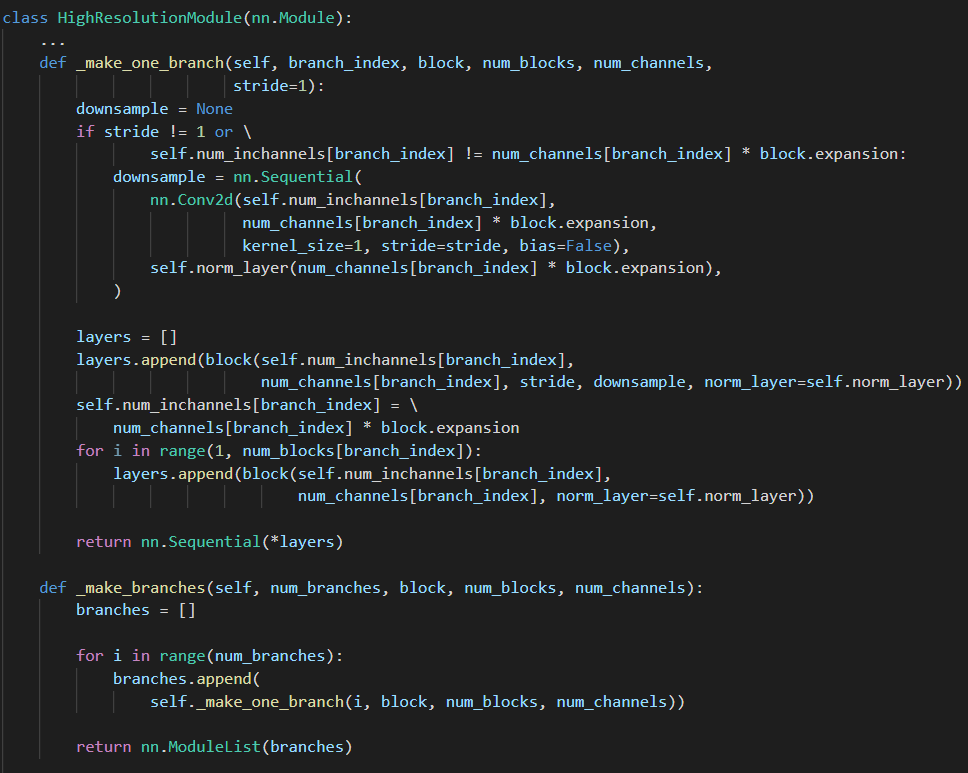 class HighResolutionModule(nn.Module):
    ...
    def _make_one_branch(self, branch_index, block, num_blocks, num_channels,
                         stride=1):
        downsample = None
        if stride != 1 or \
                self.num_inchannels[branch_index] != num_channels[branch_index] * block.expansion:
            downsample = nn.Sequential(
                nn.Conv2d(self.num_inchannels[branch_index],
                          num_channels[branch_index] * block.expansion,
                          kernel_size=1, stride=stride, bias=False),
                self.norm_layer(num_channels[branch_index] * block.expansion),
            )

        layers = []
        layers.append(block(self.num_inchannels[branch_index],
                            num_channels[branch_index], stride, downsample, norm_layer=self.norm_layer))
        self.num_inchannels[branch_index] = \
            num_channels[branch_index] * block.expansion
        for i in range(1, num_blocks[branch_index]):
            layers.append(block(self.num_inchannels[branch_index],
                                num_channels[branch_index], norm_layer=self.norm_layer))

        return nn.Sequential(*layers)

    def _make_branches(self, num_branches, block, num_blocks, num_channels):
        branches = []

        for i in range(num_branches):
            branches.append(
                self._make_one_branch(i, block, num_blocks, num_channels))

        return nn.ModuleList(branches)